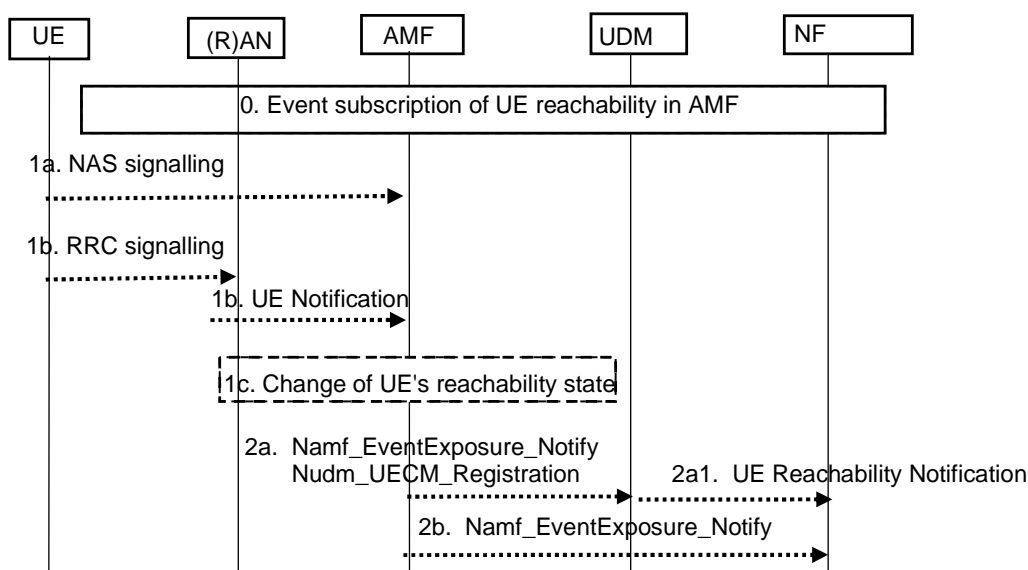 UE
(R)AN
AMF
UDM
NF
0. Event subscription of UE reachability in AMF
1a. NAS signalling
1b. RRC signalling
1b. UE Notification
1c. Change of UE's reachability state
2a. Namf_EventExposure_Notify
Nudm_UECM_Registration
2a1. UE Reachability Notification
2b. Namf_EventExposure_Notify